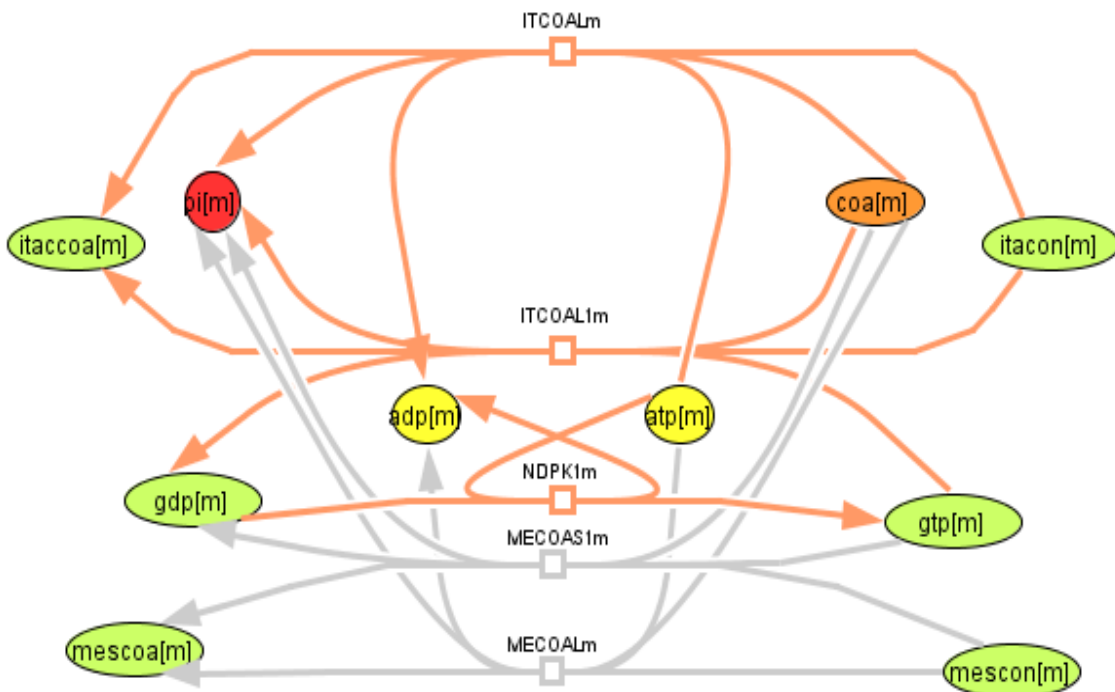 ITCOALm
pi[m]
coa[m]
itaccoa[m]
itacon[m]
ITCOAL1m
adp[m]
atp[m]
NDPK1m
gdp[m]
gtp[m]
MECOAS1m
MECOALm
mescoa[m]
mescon[m]